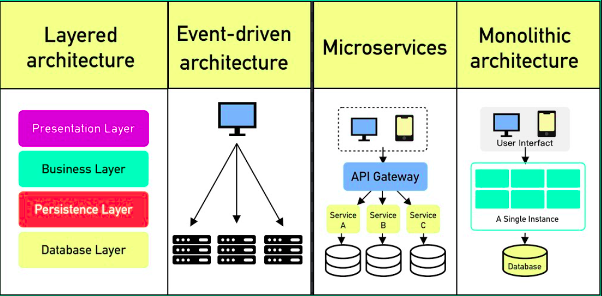 Layered
architecture
Event-driven
architecture
Microservices
Monolithic
architecture
Presentation Layer
Business Layer
Persistence Layer
Database Layer
API Gateway
Service
A
Service
B
Service
C
User Interfact
A Single Instance
Database